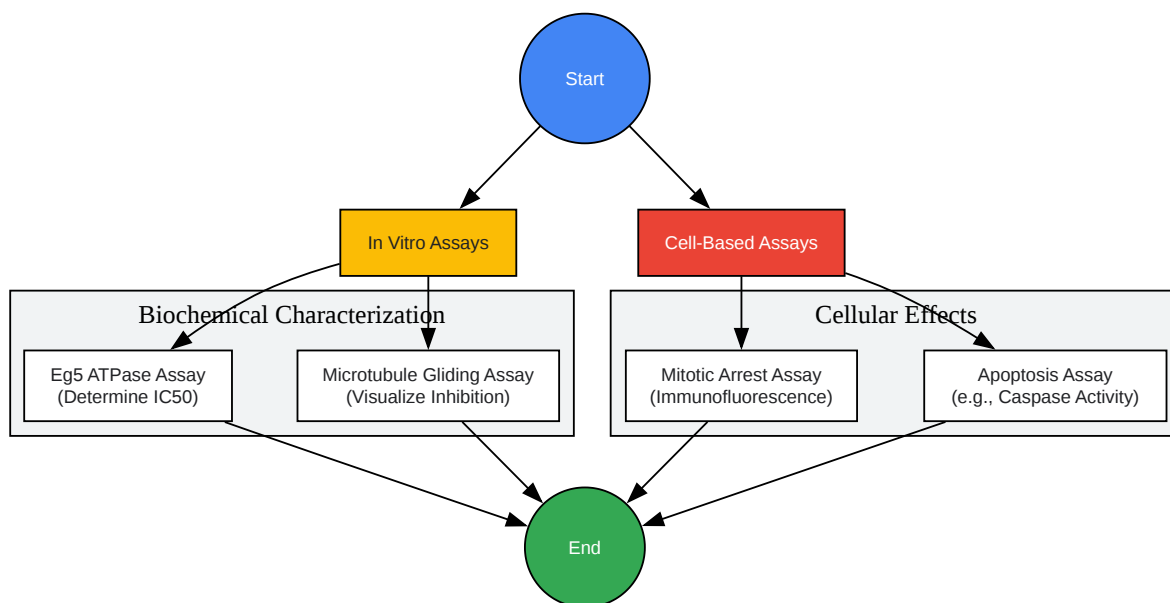 Start
In Vitro Assays
Cell-Based Assays
Biochemical Characterization
Cellular Effects
Eg5 ATPase Assay
(Determine IC50)
Microtubule Gliding Assay
(Visualize Inhibition)
Mitotic Arrest Assay
(Immunofluorescence)
Apoptosis Assay
(e.g., Caspase Activity)
End